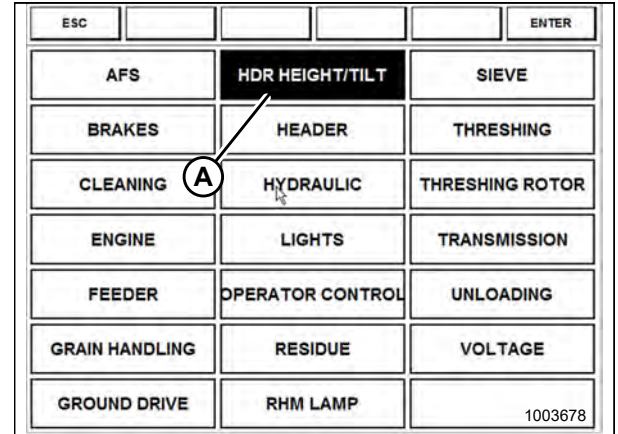 ESC ENTER
AFS HDR HEIGHT/TILT SIEVE
BRAKES HEADER THRESHING
A
CLEANING HYDRAULIC THRESHING ROTOR
ENGINE LIGHTS TRANSMISSION
FEEDER OPERATOR CONTROL UNLOADING
GRAIN HANDLING RESIDUE VOLTAGE
GROUND DRIVE RHM LAMP
1003678